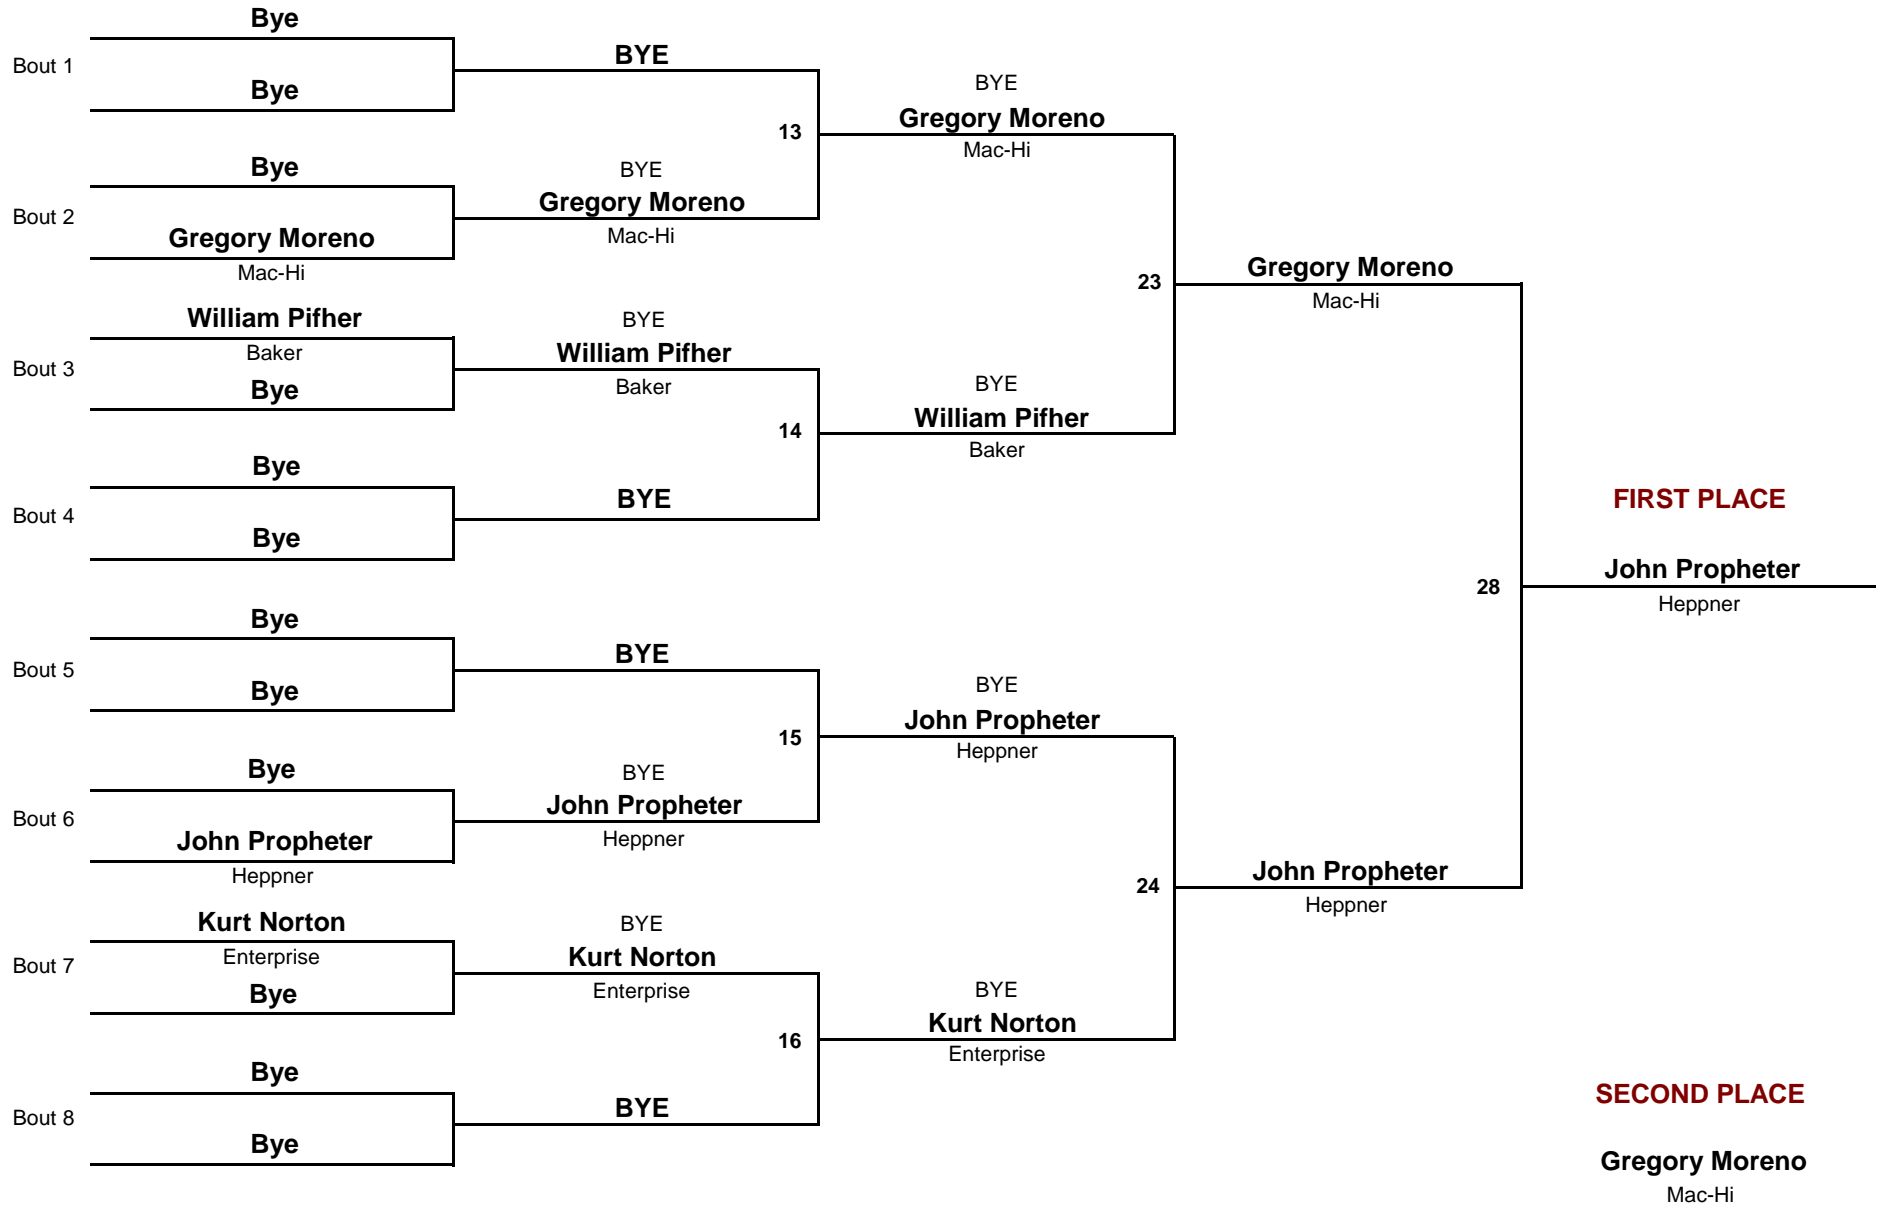 Bye
Bout 1
Bye
BYE
Bye
Bout 2
Gregory Moreno
Mac-Hi
BYE
Gregory Moreno
Mac-Hi
13
BYE
Gregory Moreno
Mac-Hi
William Pifher
Baker
Bout 3
Bye
BYE
William Pifher
Baker
14
Bye
Bout 4
Bye
BYE
BYE
William Pifher
Baker
23
Gregory Moreno
Mac-Hi
Bye
Bout 5
Bye
BYE
15
Bye
Bout 6
John Propheter
Heppner
BYE
John Propheter
Heppner
BYE
John Propheter
Heppner
Kurt Norton
Enterprise
Bout 7
Bye
BYE
Kurt Norton
Enterprise
16
Bye
Bout 8
Bye
BYE
BYE
Kurt Norton
Enterprise
24
John Propheter
Heppner
28
FIRST PLACE
John Propheter
Heppner
SECOND PLACE
Gregory Moreno
Mac-Hi